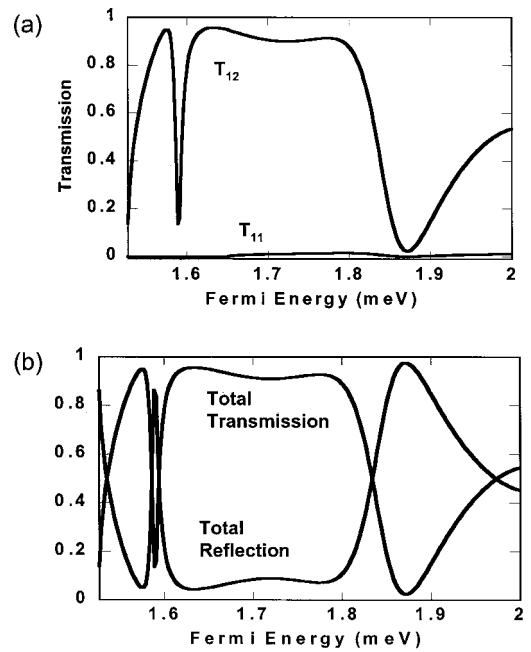 (a)
1
0.8
0.6
0.4
0.2
0
Transmission
T12
T11
1.6
1.7
1.8
1.9
2
Fermi Energy (meV)
(b)
1
0.8
0.6
0.4
0.2
0
Total
Transmission
Total
Reflection
1.6
1.7
1.8
1.9
2
Fermi Energy (meV)